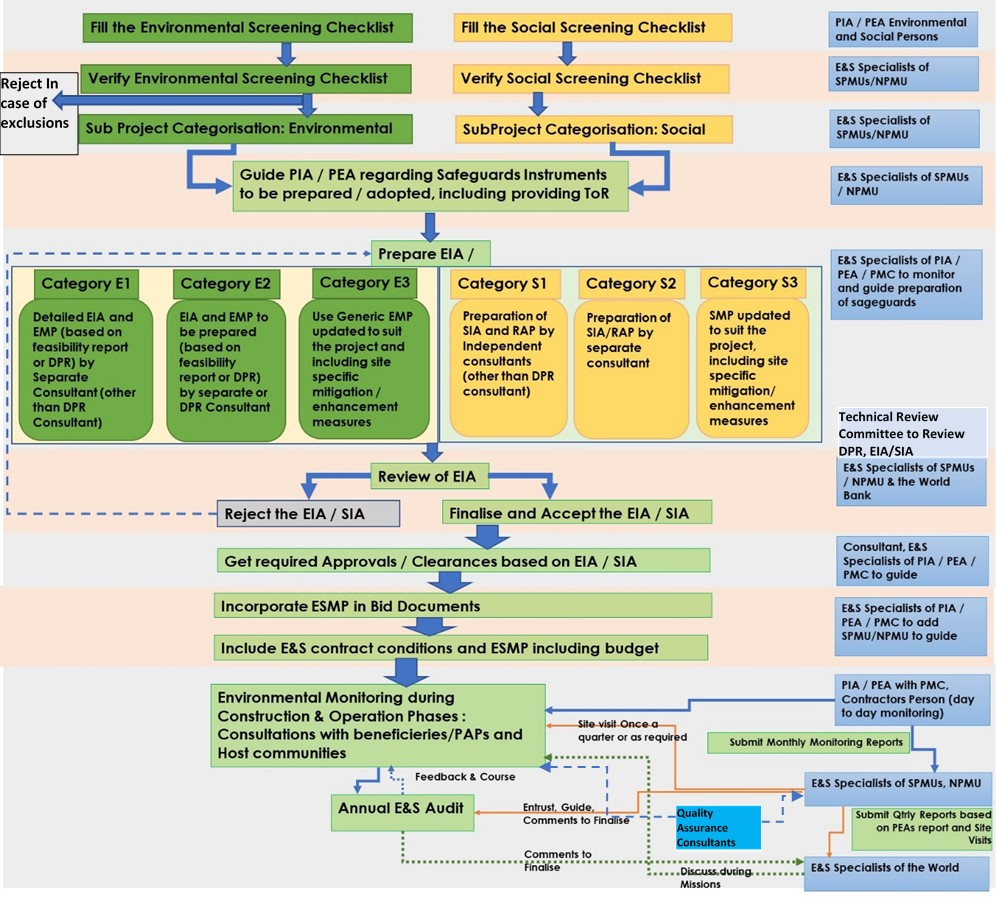 Fill the Environmental Screening Checklist
Fill the Social Screening Checklist
PIA / PEA Environmental
and Social Persons
Verify Environmental Screening Checklist
Verify Social Screening Checklist
E&S Specialists of
SPMUs/NPMU
Reject In
case of
exclusions
Sub Project Categorisation: Environmental
SubProject Categorisation: Social
E&S Specialists of
SPMUs/NPMU
Guide PIA / PEA regarding Safeguards Instruments
to be prepared / adopted, including providing ToR
E&S Specialists of SPMUs
/ NPMU
Prepare EIA /
E&S Specialists of PIA /
PEA / PMC to monitor
and guide preparation
of sageguards
Category E1
Detailed EIA and
EMP (based on
feasibility report
or DPR) by
Separate
Consultant (other
than DPR
Consultant)
Category E2
EIA and EMP to
be prepared
(based on
feasibility
report or DPR)
by separate or
DPR Consultant
Category E3
Use Generic EMP
updated to suit
the project and
including site
specific
mitigation /
enhancement
measures
Category S1
Preparation of
SIA and RAP by
Independent
consultants
(other than DPR
consultant)
Category S2
Preparation of
SIA/RAP by
separate
consultant
Category S3
SMP updated
to suit the
project,
including site
specific
mitigation/
enhancement
measures
Technical Review
Committee to Review
DPR, EIA/SIA
Review of EIA
E&S Specialists of SPMUs
/ NPMU & the World
Bank
Reject the EIA / SIA
Finalise and Accept the EIA / SIA
Get required Approvals / Clearances based on EIA / SIA
Consultant, E&S
Specialists of PIA / PEA /
PMC to guide
Incorporate ESMP in Bid Documents
Include E&S contract conditions and ESMP including budget
E&S Specialists of PIA /
PEA / PMC to add
SPMU/NPMU to guide
Environmental Monitoring during
Construction & Operation Phases :
Consultations with beneficieries/PAPs and
Host communities
PIA / PEA with PMC,
Contractors Person (day
to day monitoring)
Site visit Once a
quarter or as required
Submit Monthly Monitoring Reports
Feedback & Course
E&S Specialists of SPMUs, NPMU
Annual E&S Audit
Entrust, Guide,
Comments to Finalise
Quality
Assurance
Consultants
Submit Qtrly Reports based
on PEAs report and Site
Visits
Comments to
Finalise
Discuss during
Missions
E&S Specialists of the World